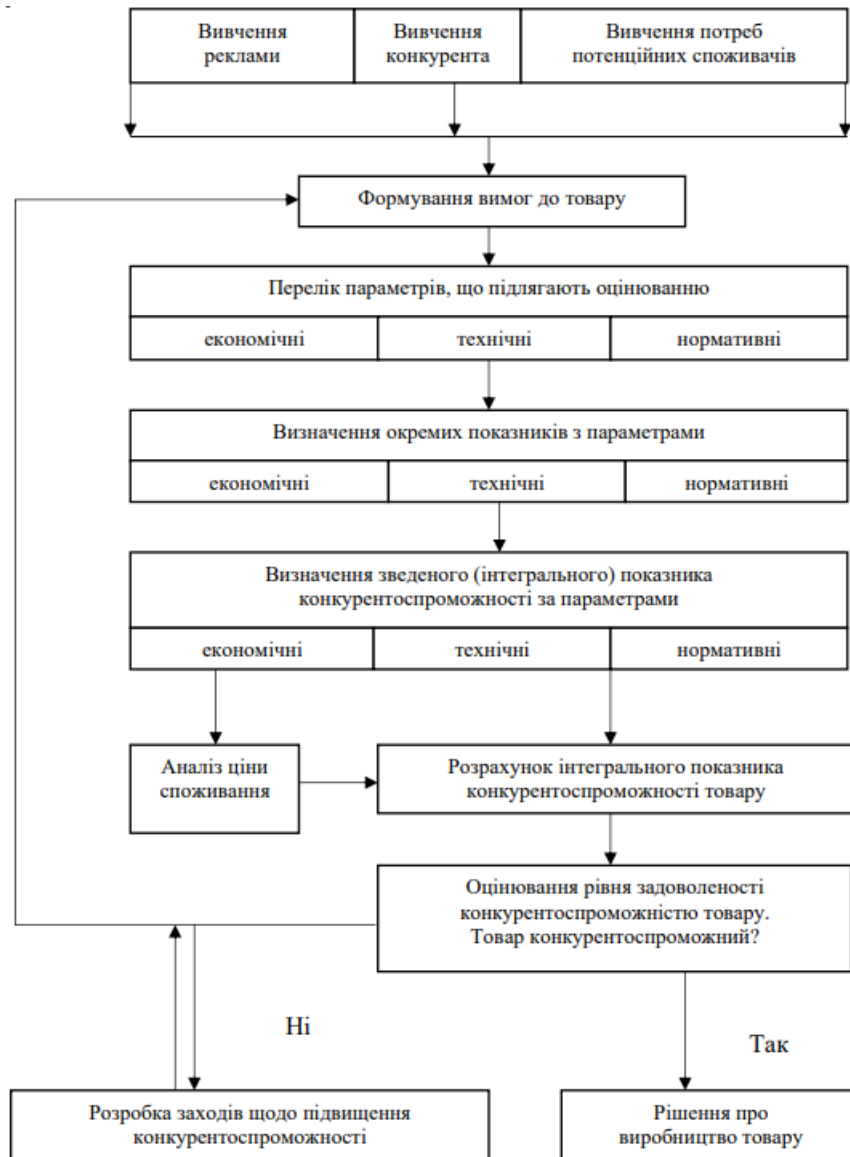 Вивчення
реклами
Вивчення
конкурента
Вивчення потреб
потенційних споживачів
Формування вимог до товару
Перелік параметрів, що підлягають оцінюванню
економічні
технічні
нормативні
Визначення окремих показників з параметрами
економічні
технічні
нормативні
Визначення зведеного (інтегрального) показника
конкурентоспроможності за параметрами
економічні
технічні
нормативні
Аналіз ціни
споживання
Розрахунок інтегрального показника
конкурентоспроможності товару
Оцінювання рівня задоволеності
конкурентоспроможністю товару.
Товар конкурентоспроможний?
Ні
Так
Розробка заходів щодо підвищення
конкурентоспроможності
Рішення про
виробництво товару